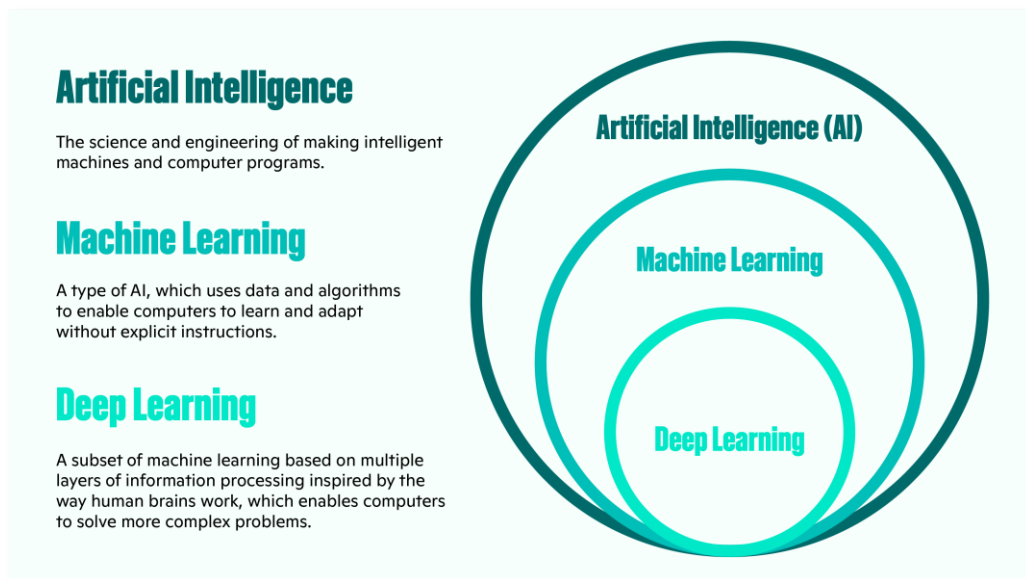 Artificial Intelligence
The science and engineering of making intelligent
machines and computer programs.
Machine Learning
A type of AI, which uses data and algorithms
to enable computers to learn and adapt
without explicit instructions.
Deep Learning
A subset of machine learning based on multiple
layers of information processing inspired by the
way human brains work, which enables computers
to solve more complex problems.
Artificial Intelligence (AI)
Machine Learning
Deep Learning